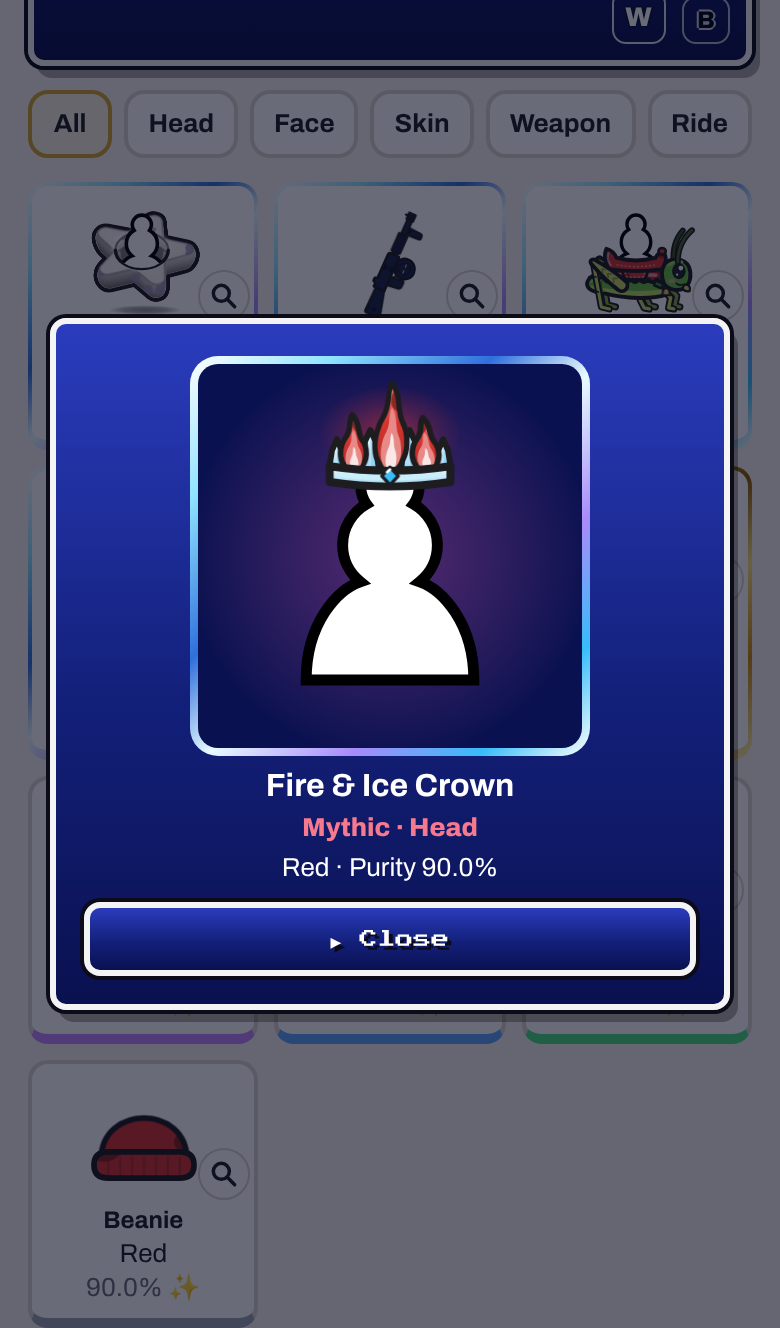 W B
All Head Face Skin Weapon Ride
Fire & Ice Crown
Mythic · Head
Red · Purity 90.0%
▸ Close
Beanie
Red
90.0% ✨